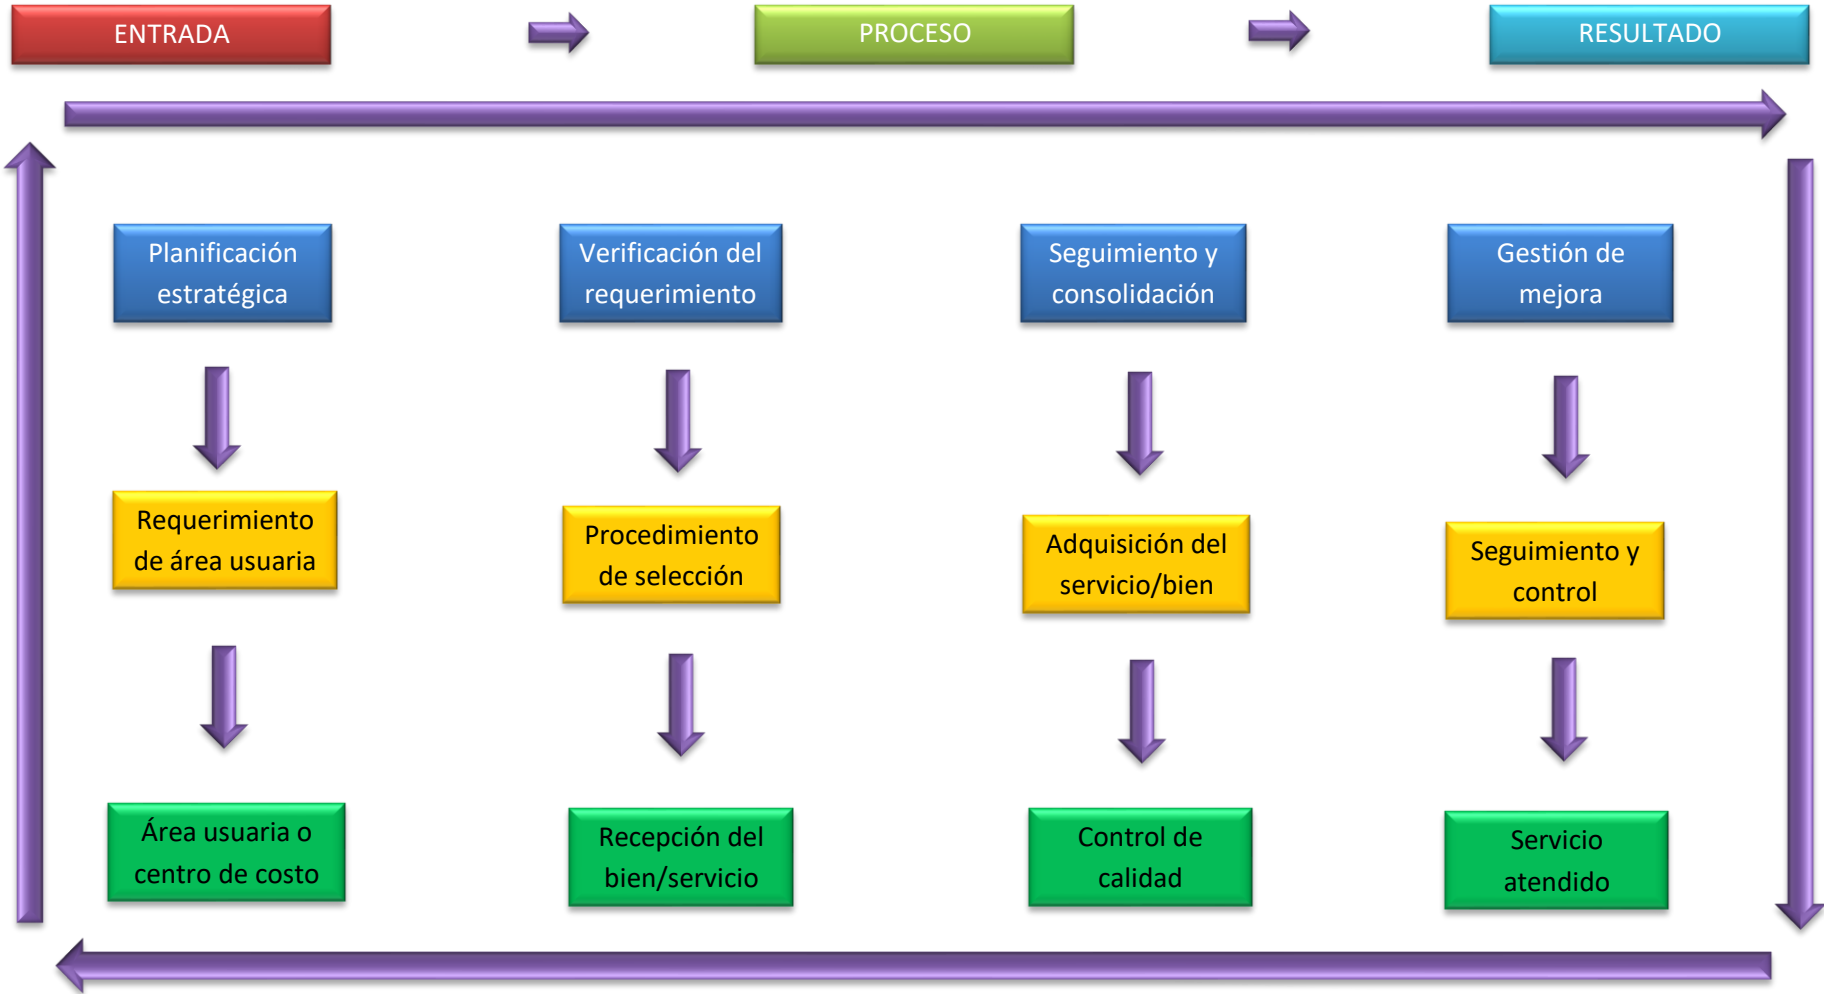 ENTRADA
PROCESO
RESULTADO
Planificación
estratégica
Verificación del
requerimiento
Seguimiento y
consolidación
Gestión de
mejora
Requerimiento
de área usuaria
Procedimiento
de selección
Adquisición del
servicio/bien
Seguimiento y
control
Área usuaria o
centro de costo
Recepción del
bien/servicio
Control de
calidad
Servicio
atendido